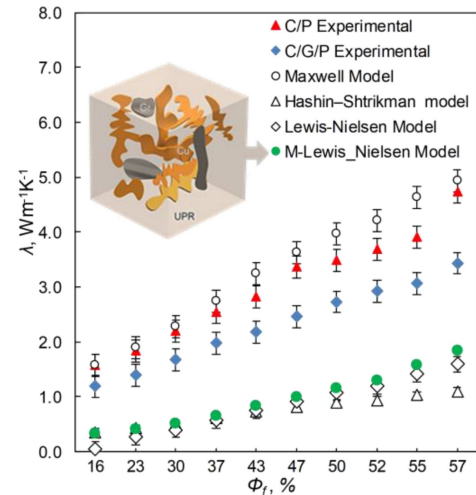 8.0
7.0
6.0
5.0
4.0
3.0
2.0
1.0
0.0
λ, Wm⁻¹K⁻¹
C/P Experimental
C/G/P Experimental
Maxwell Model
Hashin–Shtrikman model
Lewis-Nielsen Model
M-Lewis_Nielsen Model
Cu
UPR
16 23 30 37 43 47 50 52 55 57
Φf, %